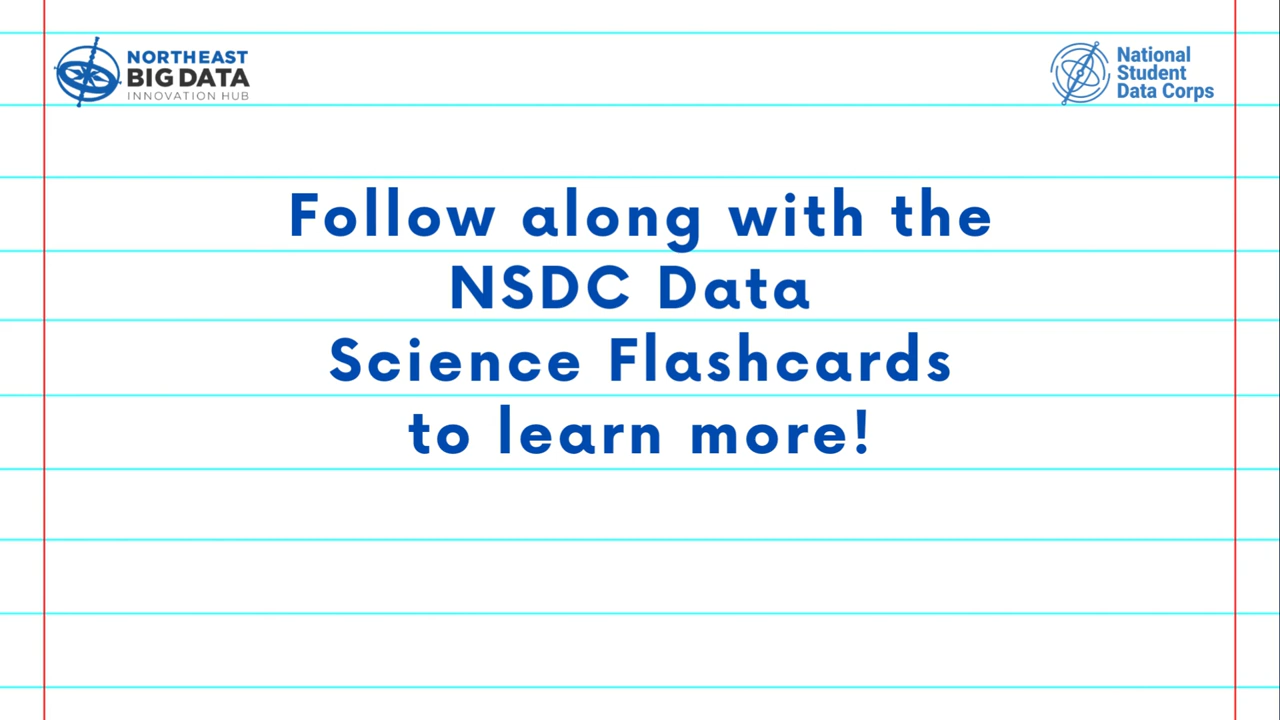 NORTHEAST
BIG DATA
INNOVATION HUB
National
Student
Data Corps
Follow along with the
NSDC Data
Science Flashcards
to learn more!